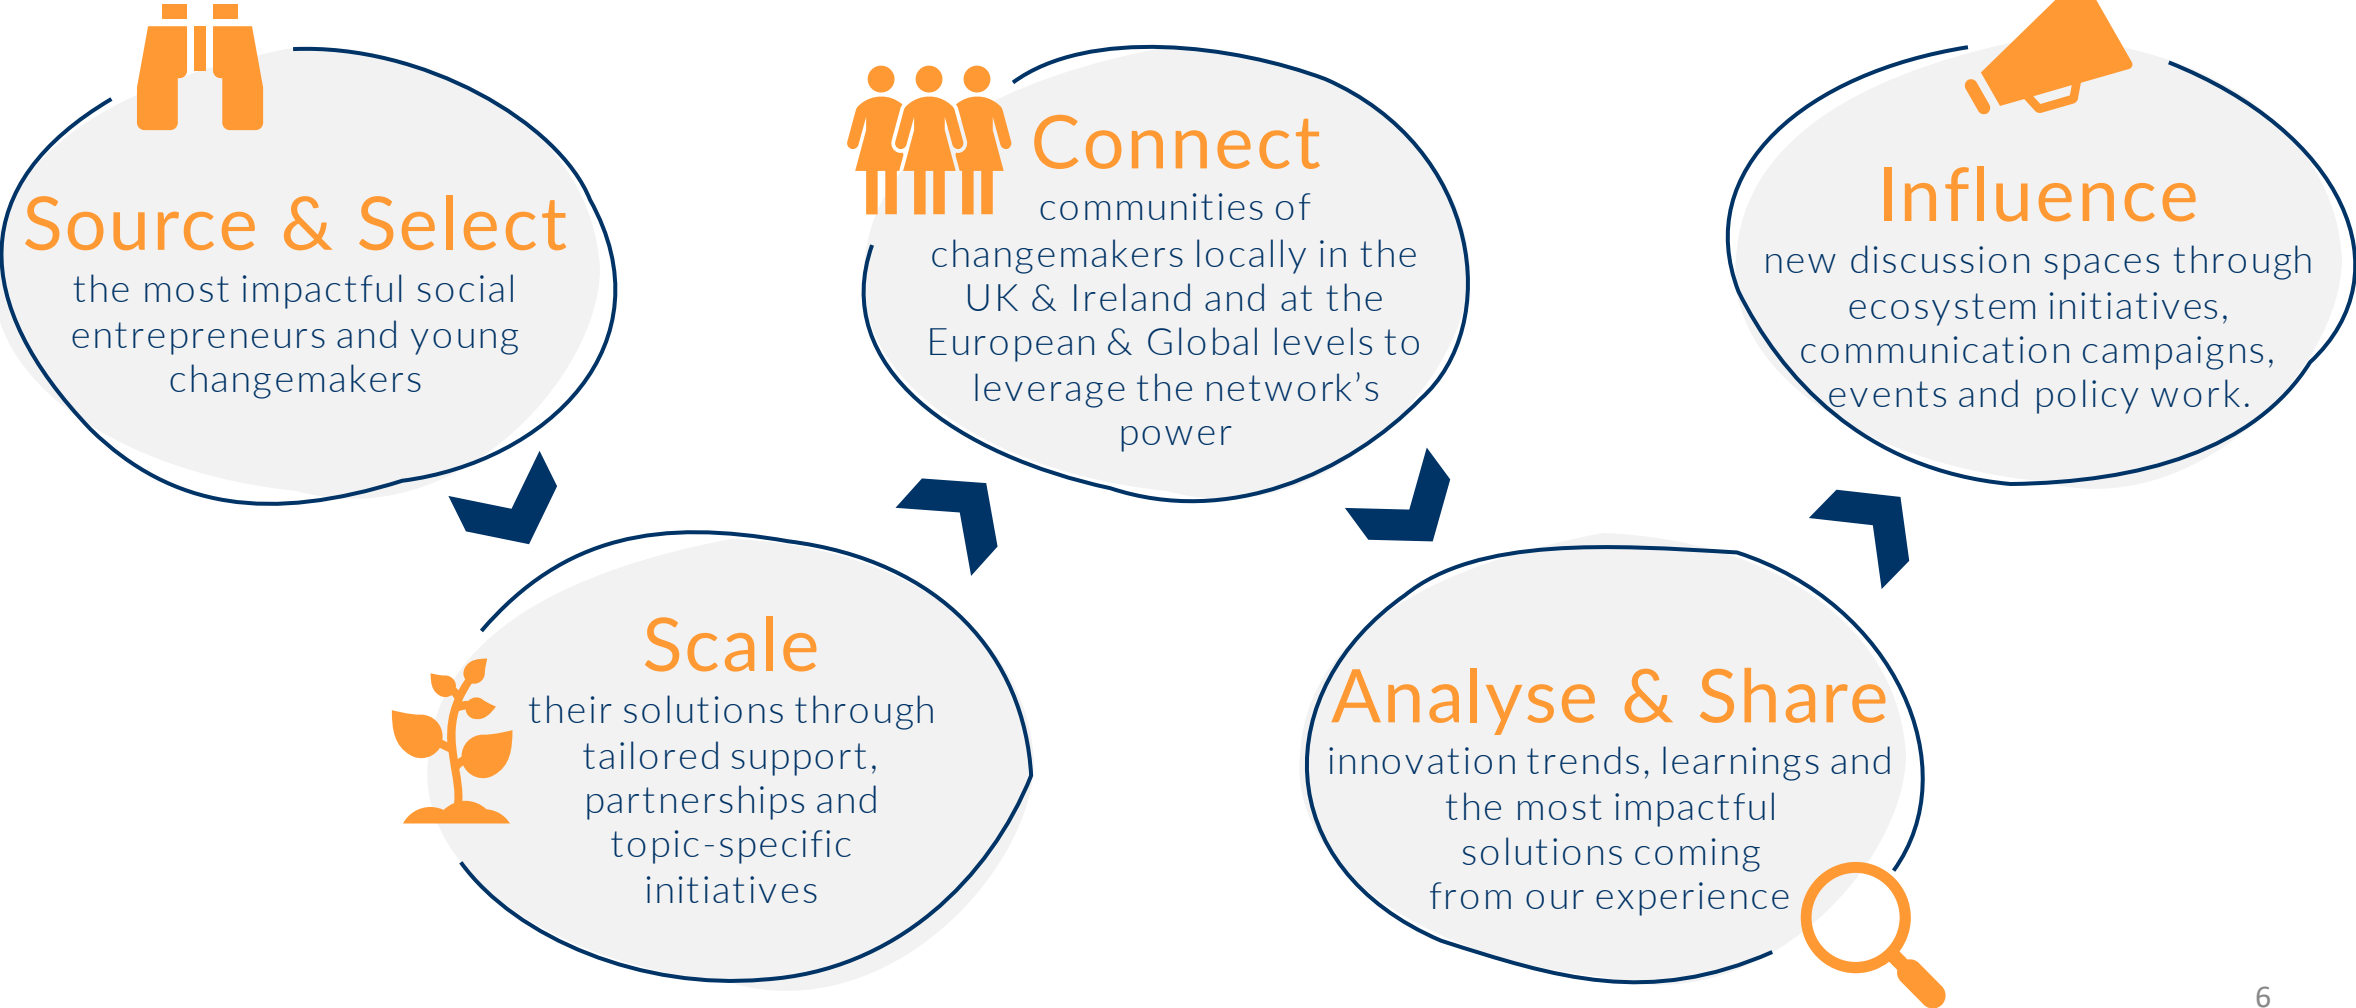 Source & Select
the most impactful social
entrepreneurs and young
changemakers
Scale
their solutions through
tailored support,
partnerships and
topic-specific
initiatives
Connect
communities of
changemakers locally in the
UK & Ireland and at the
European & Global levels to
leverage the network’s
power
Analyse & Share
innovation trends, learnings and
the most impactful
solutions coming
from our experience
Influence
new discussion spaces through
ecosystem initiatives,
communication campaigns,
events and policy work.
6